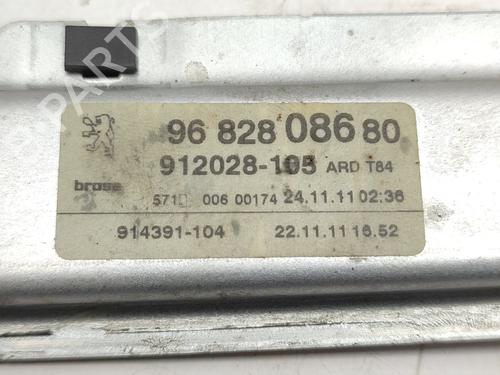 96 828 086 80
912028-105 ARD T84
brose
571 006 00174 24.11.11 02:36
914391-104 22.11.11 16.52